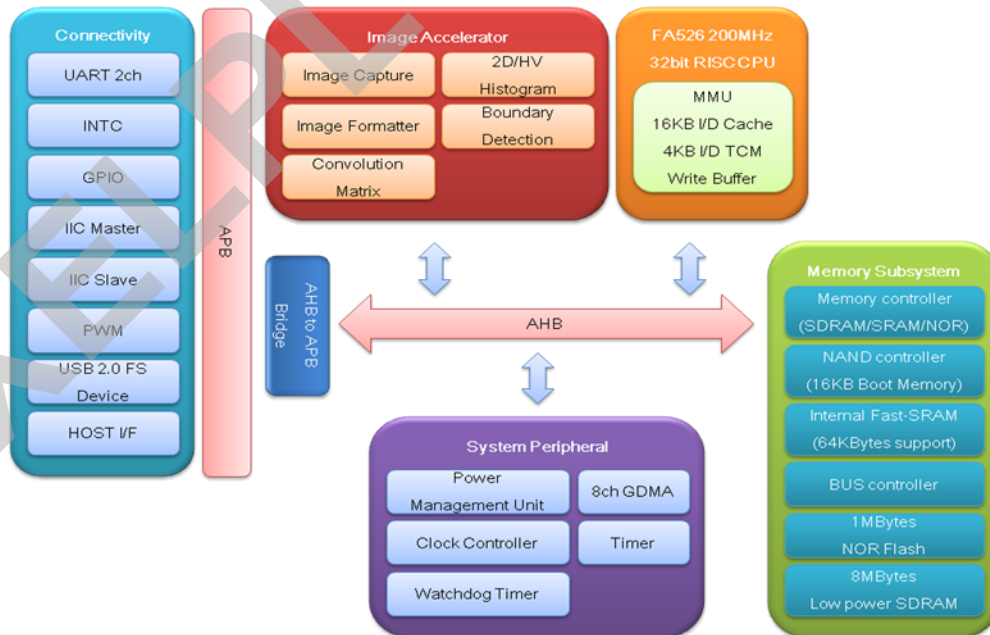 Connectivity
UART 2ch
INTC
GPIO
IIC Master
IIC Slave
PWM
USB 2.0 FS
Device
HOST I/F
APB
Image Accelerator
Image Capture
2D/HV
Histogram
Image Formatter
Boundary
Detection
Convolution
Matrix
FA526 200MHz
32bit RISC CPU
MMU
16KB I/D Cache
4KB I/D TCM
Write Buffer
AHB to APB
Bridge
AHB
Memory Subsystem
Memory controller
(SDRAM/SRAM/NOR)
NAND controller
(16KB Boot Memory)
Internal Fast-SRAM
(64KBytes support)
BUS controller
1MBytes
NOR Flash
8MBytes
Low power SDRAM
System Peripheral
Power
Management Unit
8ch GDMA
Clock Controller
Timer
Watchdog Timer